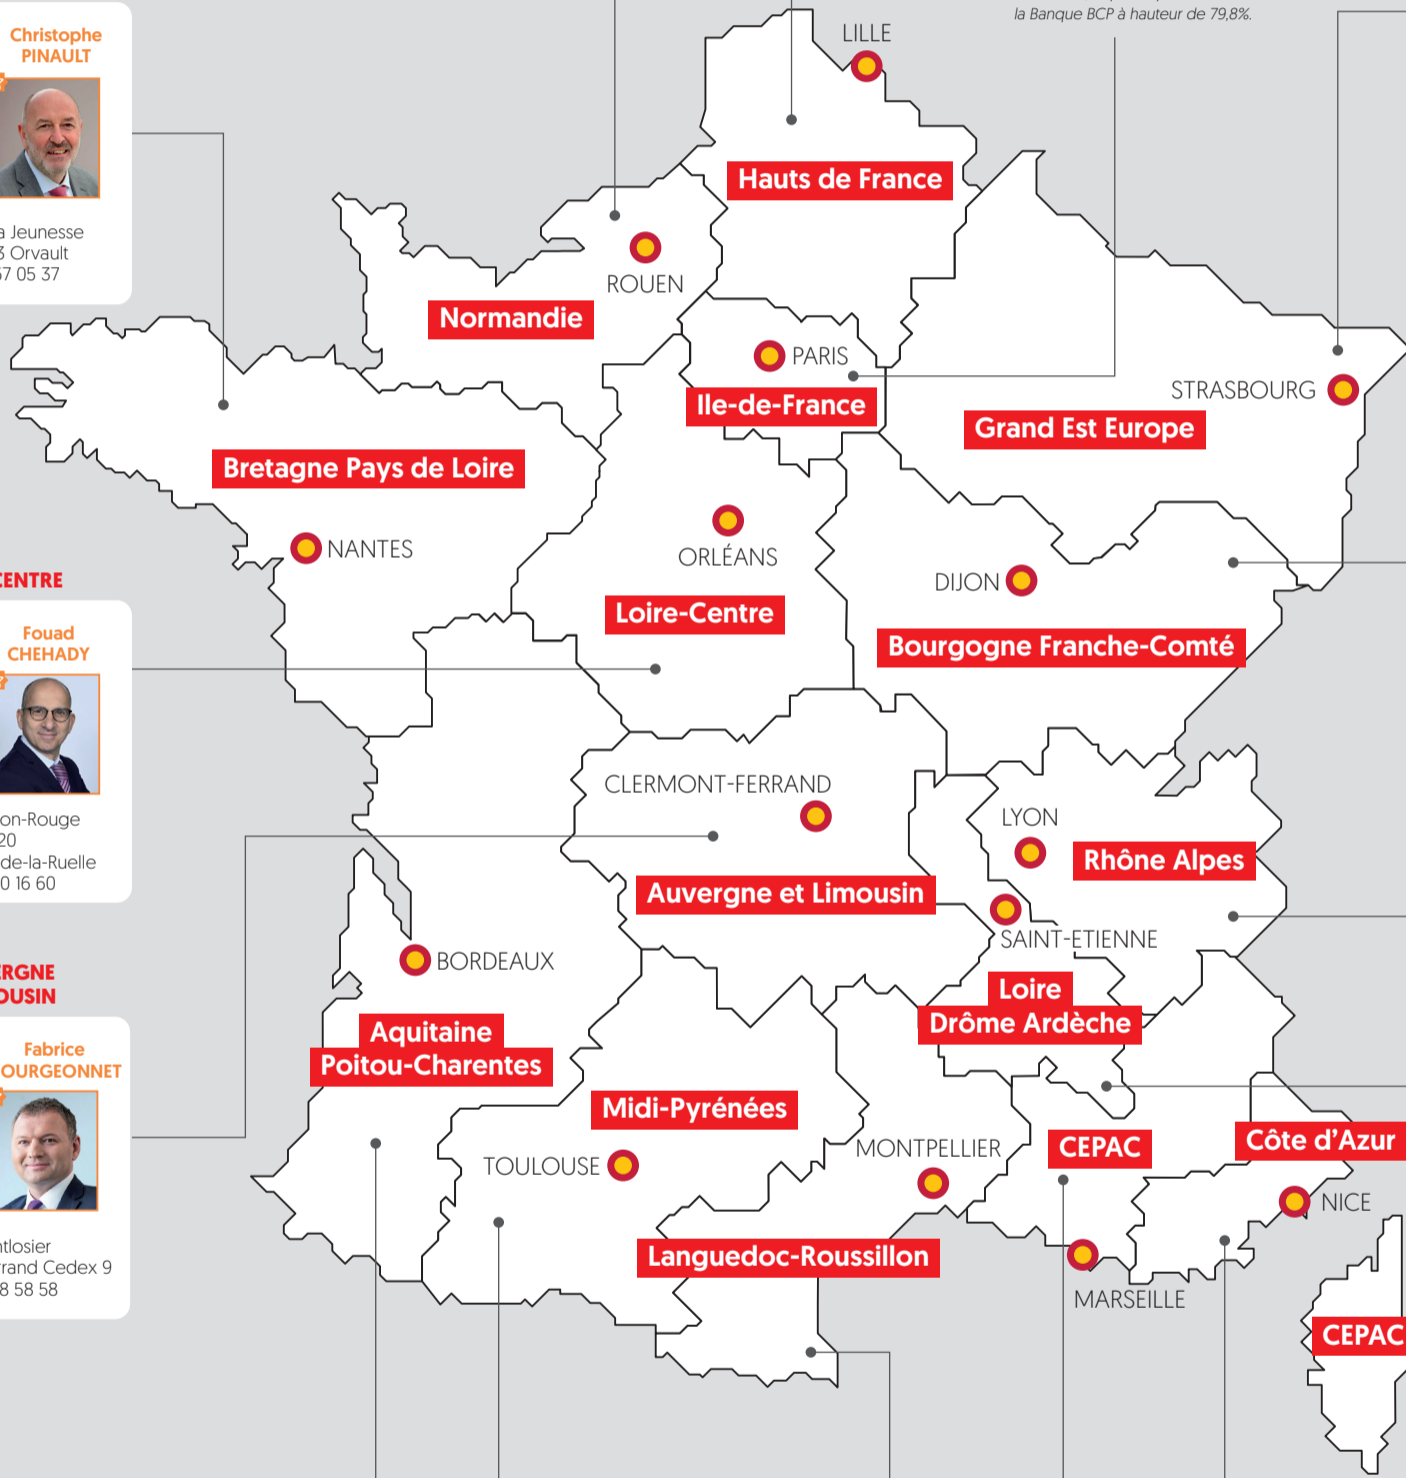 la Banque BCP à hauteur de 79,8%.
Christophe
PINAULT
a Jeunesse
3 Orvault
57 05 37
CENTRE
Fouad
CHEHADY
on-Rouge
20
de-la-Ruelle
0 16 60
ERGNE
OUSIN
Fabrice
OURGEONNET
tlosier
rrand Cedex 9
8 58 58
LILLE
Hauts de France
ROUEN
Normandie
PARIS
Ile-de-France
STRASBOURG
Grand Est Europe
Bretagne Pays de Loire
NANTES
ORLÉANS
Loire-Centre
DIJON
Bourgogne Franche-Comté
CLERMONT-FERRAND
Auvergne et Limousin
LYON
Rhône Alpes
SAINT-ETIENNE
Loire
Drôme Ardèche
BORDEAUX
Aquitaine
Poitou-Charentes
Midi-Pyrénées
TOULOUSE
MONTPELLIER
Languedoc-Roussillon
CEPAC
MARSEILLE
Côte d'Azur
NICE
CEPAC